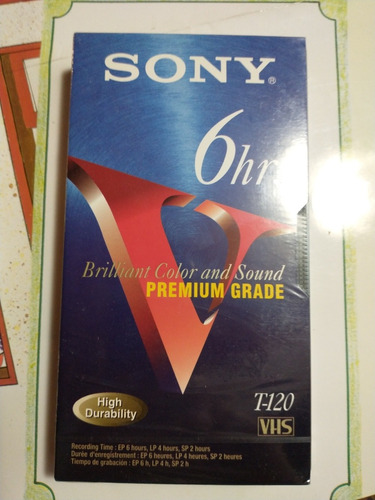 SONY®
6hr
V
Brilliant Color and Sound
PREMIUM GRADE
High
Durability
T-120
VHS
Recording Time : EP 6 hours, LP 4 hours, SP 2 hours
Durée d'enregistrement : EP 6 heures, LP 4 heures, SP 2 heures
Tiempo de grabación : EP 6 h, LP 4 h, SP 2 h